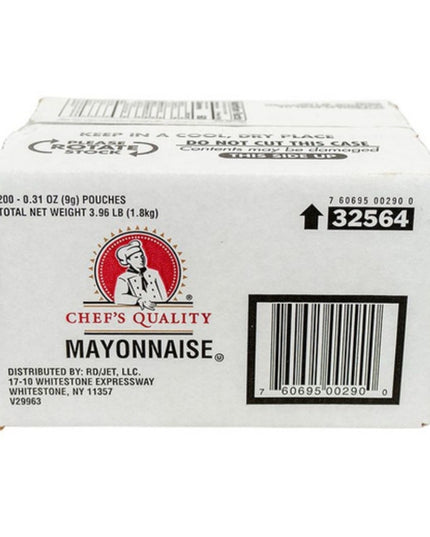 KEEP IN A COOL, DRY PLACE
PLEASE
ROTATE
STOCK
DO NOT CUT THIS CASE
Contents may be damaged
THIS SIDE UP
200 - 0.31 OZ (9g) POUCHES
TOTAL NET WEIGHT 3.96 LB (1.8kg)
7 60695 00290 0
32564
®
CHEF'S QUALITY
MAYONNAISE
DISTRIBUTED BY: RD/JET, LLC.
17-10 WHITESTONE EXPRESSWAY
WHITESTONE, NY 11357
V29963
7 60695 00290 0